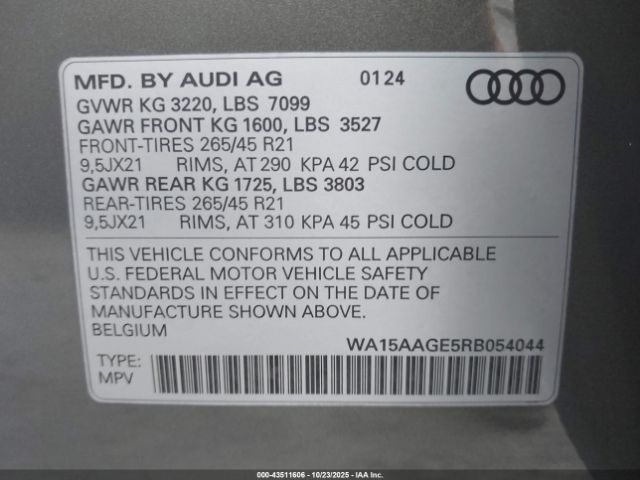 MFD. BY AUDI AG 0124
GVWR KG 3220, LBS 7099
GAWR FRONT KG 1600, LBS 3527
FRONT-TIRES 265/45 R21
9,5JX21 RIMS, AT 290 KPA 42 PSI COLD
GAWR REAR KG 1725, LBS 3803
REAR-TIRES 265/45 R21
9,5JX21 RIMS, AT 310 KPA 45 PSI COLD
THIS VEHICLE CONFORMS TO ALL APPLICABLE
U.S. FEDERAL MOTOR VEHICLE SAFETY
STANDARDS IN EFFECT ON THE DATE OF
MANUFACTURE SHOWN ABOVE.
BELGIUM WA15AAGE5RB054044
TYPE:
MPV
000-43511606 - 10/23/2025 - IAA Inc.